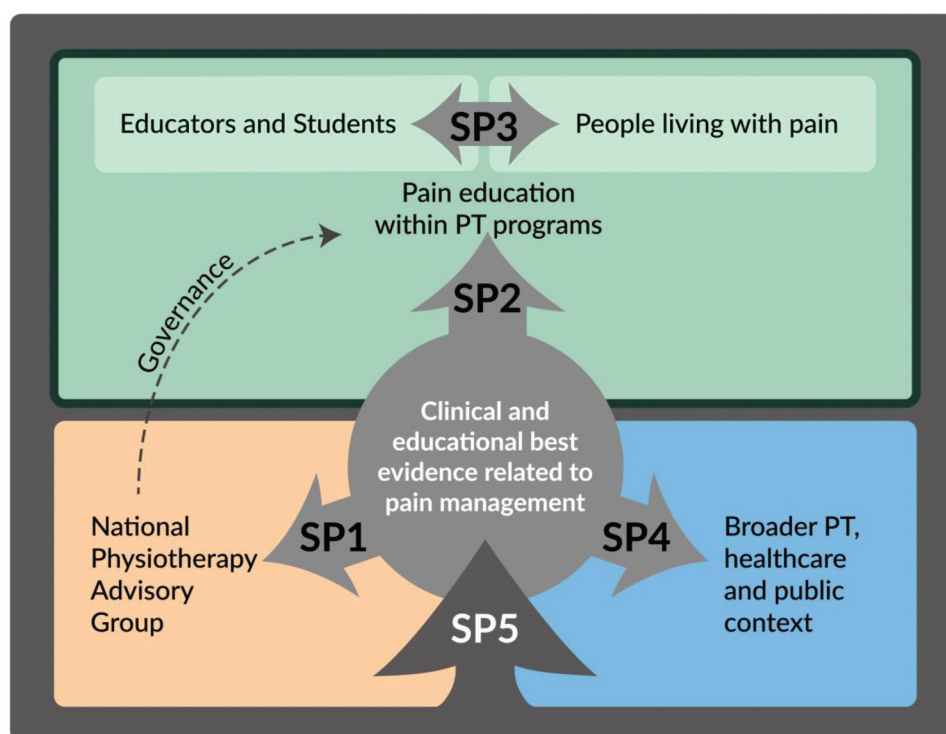 Educators and Students
SP3
People living with pain
Pain education
within PT programs
Governance
SP2
Clinical and
educational best
evidence related to
pain management
SP1
National
Physiotherapy
Advisory
Group
SP4
Broader PT,
healthcare
and public
context
SP5